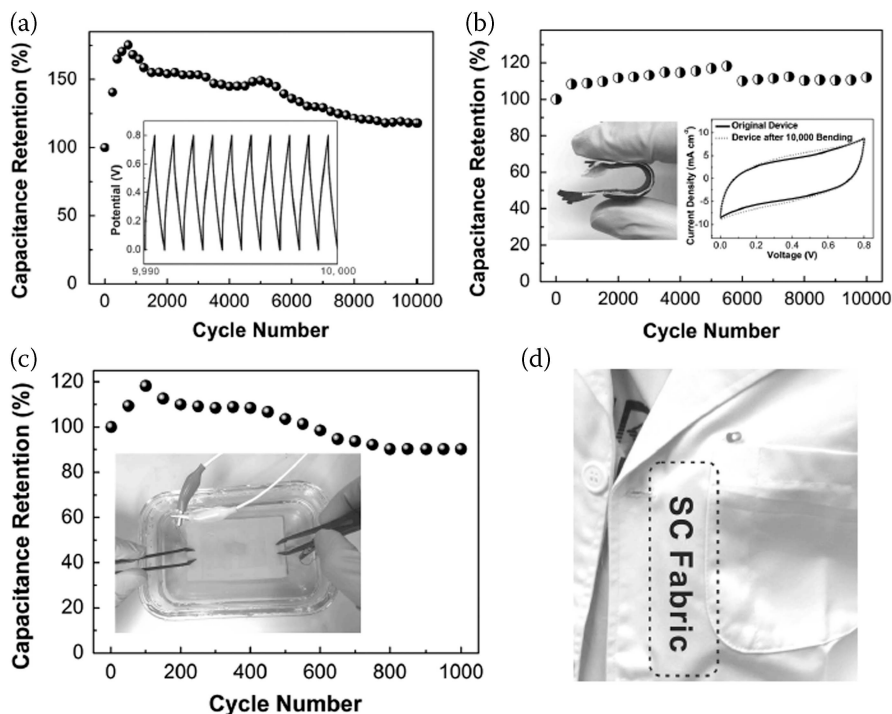 (a)
Capacitance Retention (%)
150
100
50
0
0 2000 4000 6000 8000 10000
Cycle Number
Potential (V)
0.8
0.6
0.4
0.2
0.0
9,990 10,000
(b)
Capacitance Retention (%)
120
100
80
60
40
20
0
0 2000 4000 6000 8000 10000
Cycle Number
Current Density (mA cm⁻²)
10
5
0
-5
-10
Original Device
Device after 10,000 Bending
0.0 0.2 0.4 0.6 0.8
Voltage (V)
(c)
Capacitance Retention (%)
120
100
80
60
40
20
0
0 200 400 600 800 1000
Cycle Number
(d)
SC Fabric